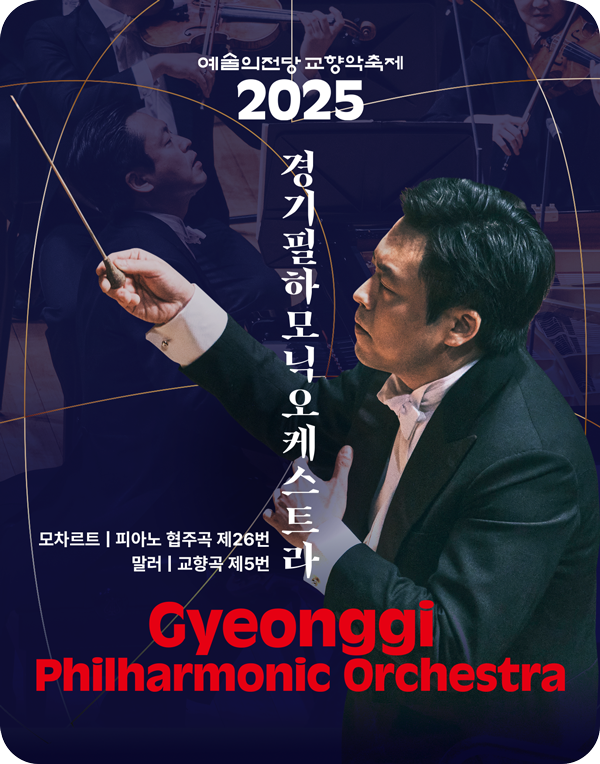 예술의전당 교향악축제
2025
경기필하모닉오케스트라
모차르트 | 피아노 협주곡 제26번
말러 | 교향곡 제5번
Gyeonggi
Philharmonic Orchestra